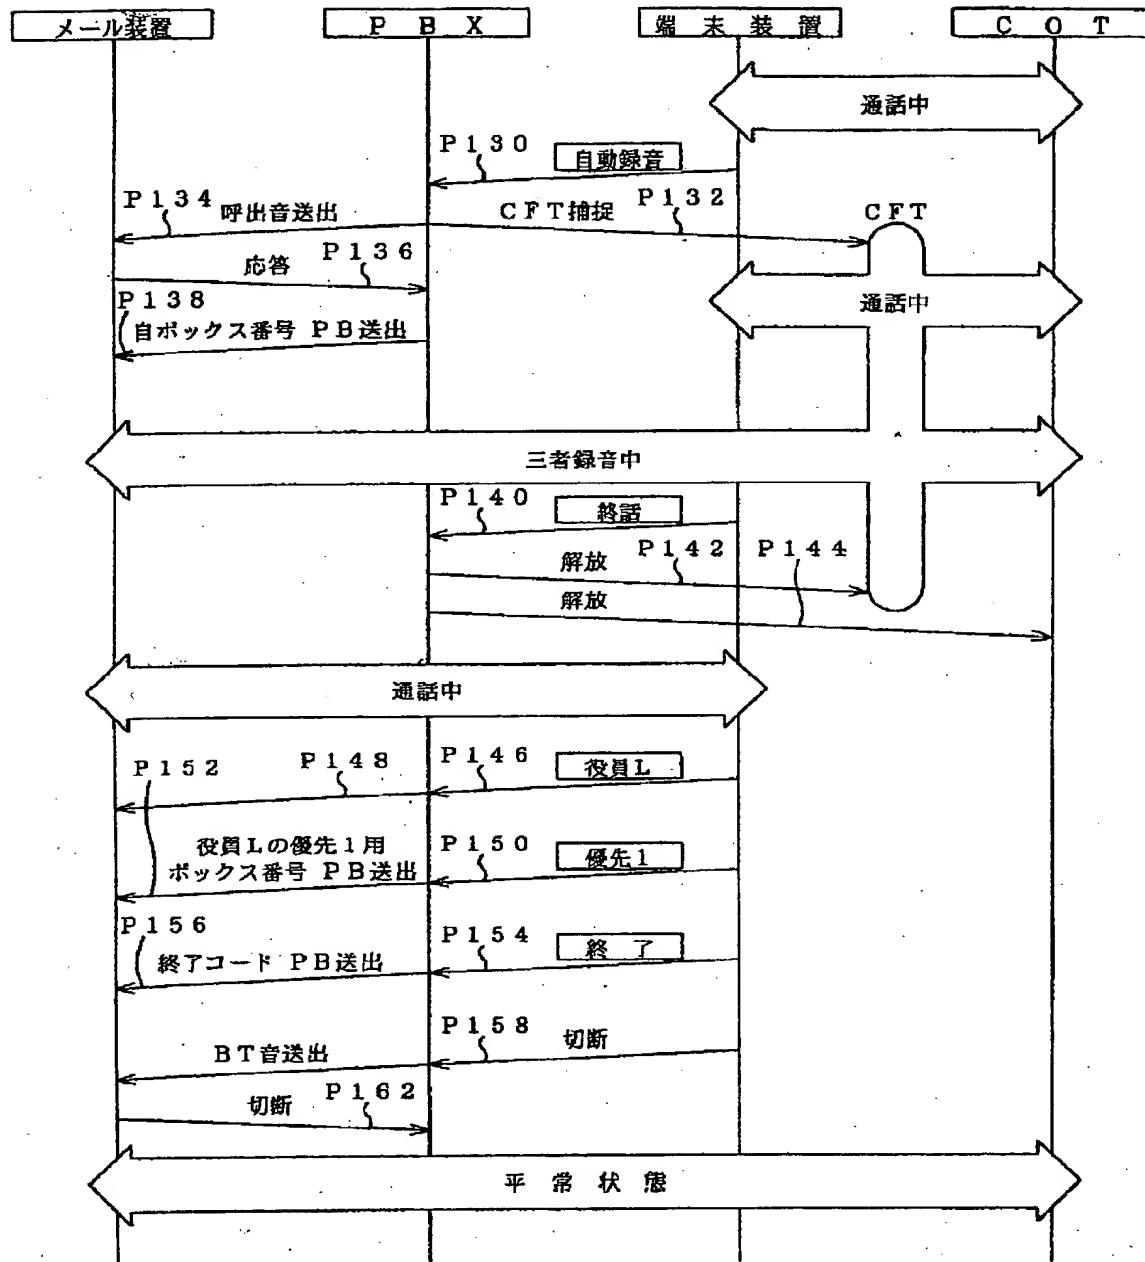 メール装置
ＰＢＸ
端末装置
ＣＯＴ
通話中
Ｐ１３０
自動録音
Ｐ１３４
呼出音送出
ＣＦＴ捕捉
Ｐ１３２
ＣＦＴ
応答
Ｐ１３６
通話中
Ｐ１３８
自ボックス番号 ＰＢ送出
三者録音中
Ｐ１４０
終話
解放
Ｐ１４２
Ｐ１４４
解放
通話中
Ｐ１５２
Ｐ１４８
Ｐ１４６
役員Ｌ
役員Ｌの優先１用
ボックス番号 ＰＢ送出
Ｐ１５０
優先１
Ｐ１５６
終了コード ＰＢ送出
Ｐ１５４
終了
Ｐ１５８
切断
ＢＴ音送出
切断
Ｐ１６２
平常状態